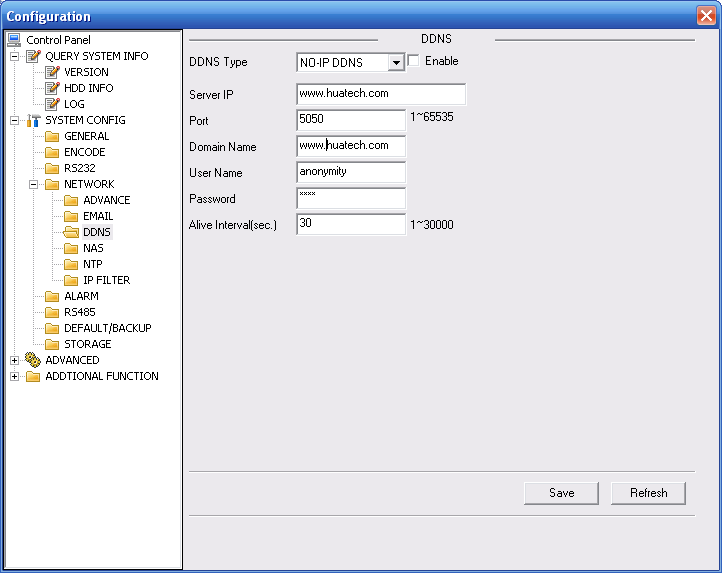 Configuration
Control Panel
QUERY SYSTEM INFO
VERSION
HDD INFO
LOG
SYSTEM CONFIG
GENERAL
ENCODE
RS232
NETWORK
ADVANCE
EMAIL
DDNS
NAS
NTP
IP FILTER
ALARM
RS485
DEFAULT/BACKUP
STORAGE
ADVANCED
ADDTIONAL FUNCTION
DDNS
DDNS Type NO-IP DDNS Enable
Server IP www.huatech.com
Port 5050 1~65535
Domain Name www.huatech.com
User Name anonymity
Password ****
Alive Interval(sec.) 30 1~30000
Save Refresh